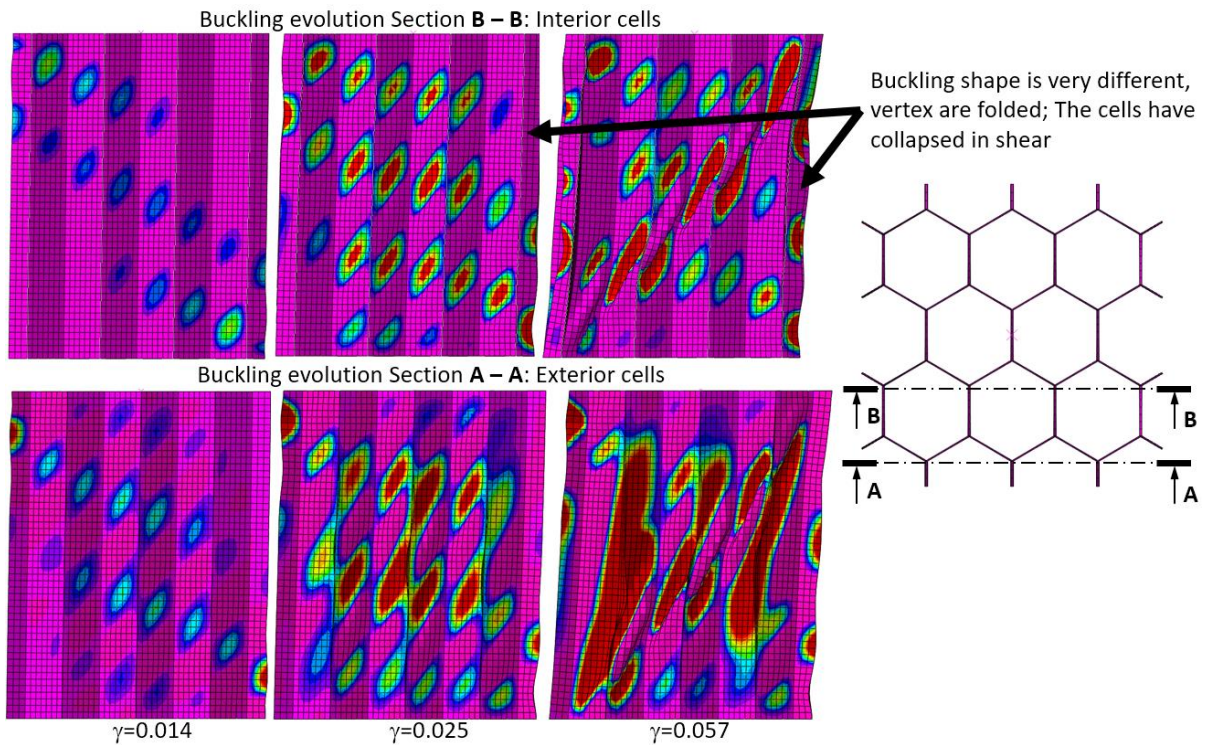 Buckling evolution Section B – B: Interior cells
Buckling shape is very different,
vertex are folded; The cells have
collapsed in shear
Buckling evolution Section A – A: Exterior cells
B
B
A
A
γ=0.014
γ=0.025
γ=0.057